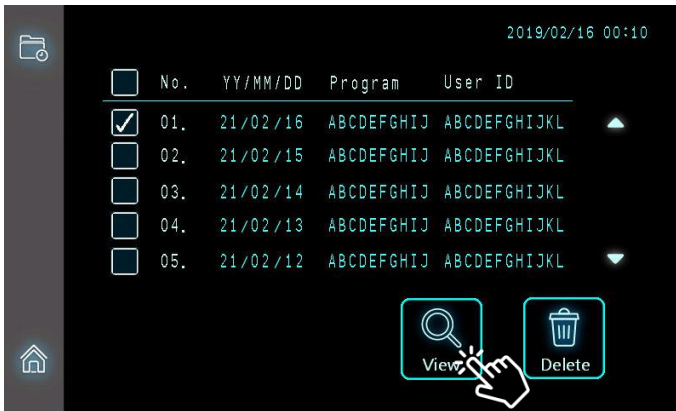 2019/02/16 00:10
No. YY/MM/DD Program User ID
01. 21/02/16 ABCDEFGHIJ ABCDEFGHIJKL
02. 21/02/15 ABCDEFGHIJ ABCDEFGHIJKL
03. 21/02/14 ABCDEFGHIJ ABCDEFGHIJKL
04. 21/02/13 ABCDEFGHIJ ABCDEFGHIJKL
05. 21/02/12 ABCDEFGHIJ ABCDEFGHIJKL
View Delete